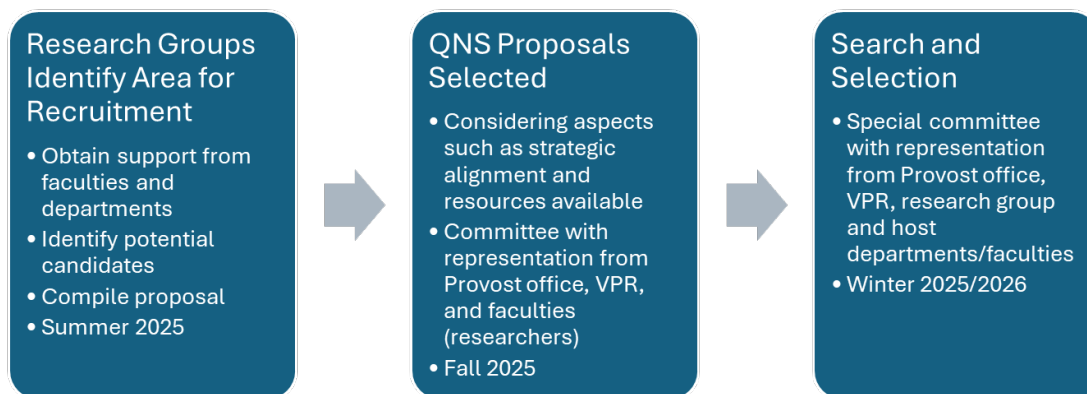 Research Groups
Identify Area for
Recruitment
• Obtain support from
faculties and
departments
• Identify potential
candidates
• Compile proposal
• Summer 2025
QNS Proposals
Selected
• Considering aspects
such as strategic
alignment and
resources available
• Committee with
representation from
Provost office, VPR,
and faculties
(researchers)
• Fall 2025
Search and
Selection
• Special committee
with representation
from Provost office,
VPR, research group
and host
departments/faculties
• Winter 2025/2026